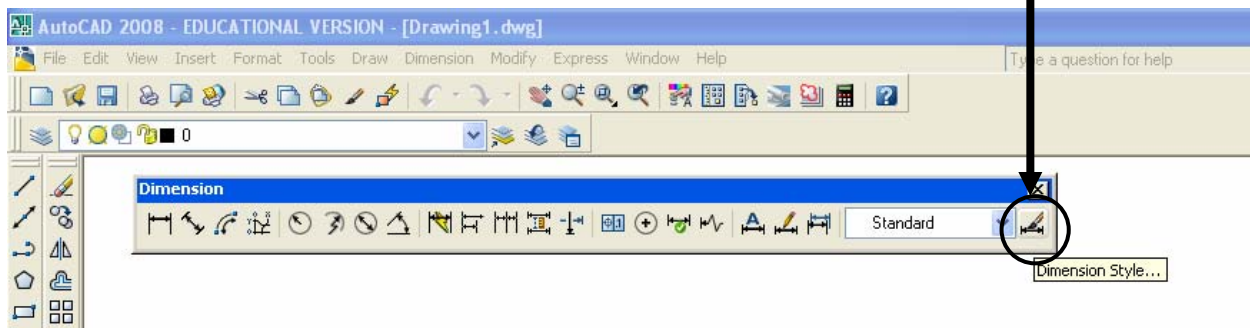 AutoCAD 2008 - EDUCATIONAL VERSION - [Drawing1.dwg]
File Edit View Insert Format Tools Draw Dimension Modify Express Window Help
a question for help
0
Dimension
Standard
Dimension Style...